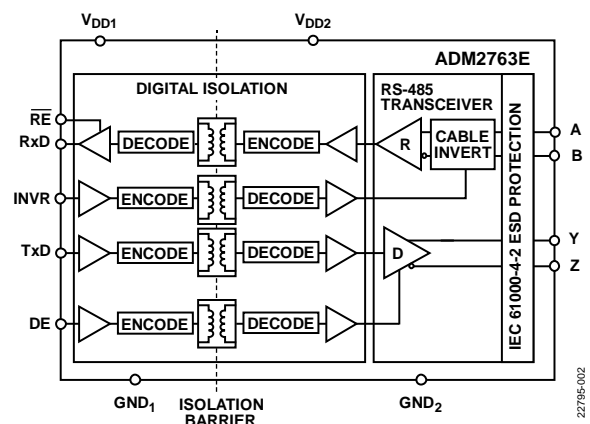 VDD1
VDD2
ADM2763E
DIGITAL ISOLATION
RS-485
TRANSCEIVER
RE
RxD
DECODE
ENCODE
R
CABLE
INVERT
A
B
INVR
ENCODE
DECODE
TxD
ENCODE
DECODE
D
Y
Z
DE
ENCODE
DECODE
IEC 61000-4-2 ESD PROTECTION
GND1
ISOLATION
BARRIER
GND2
22795-002